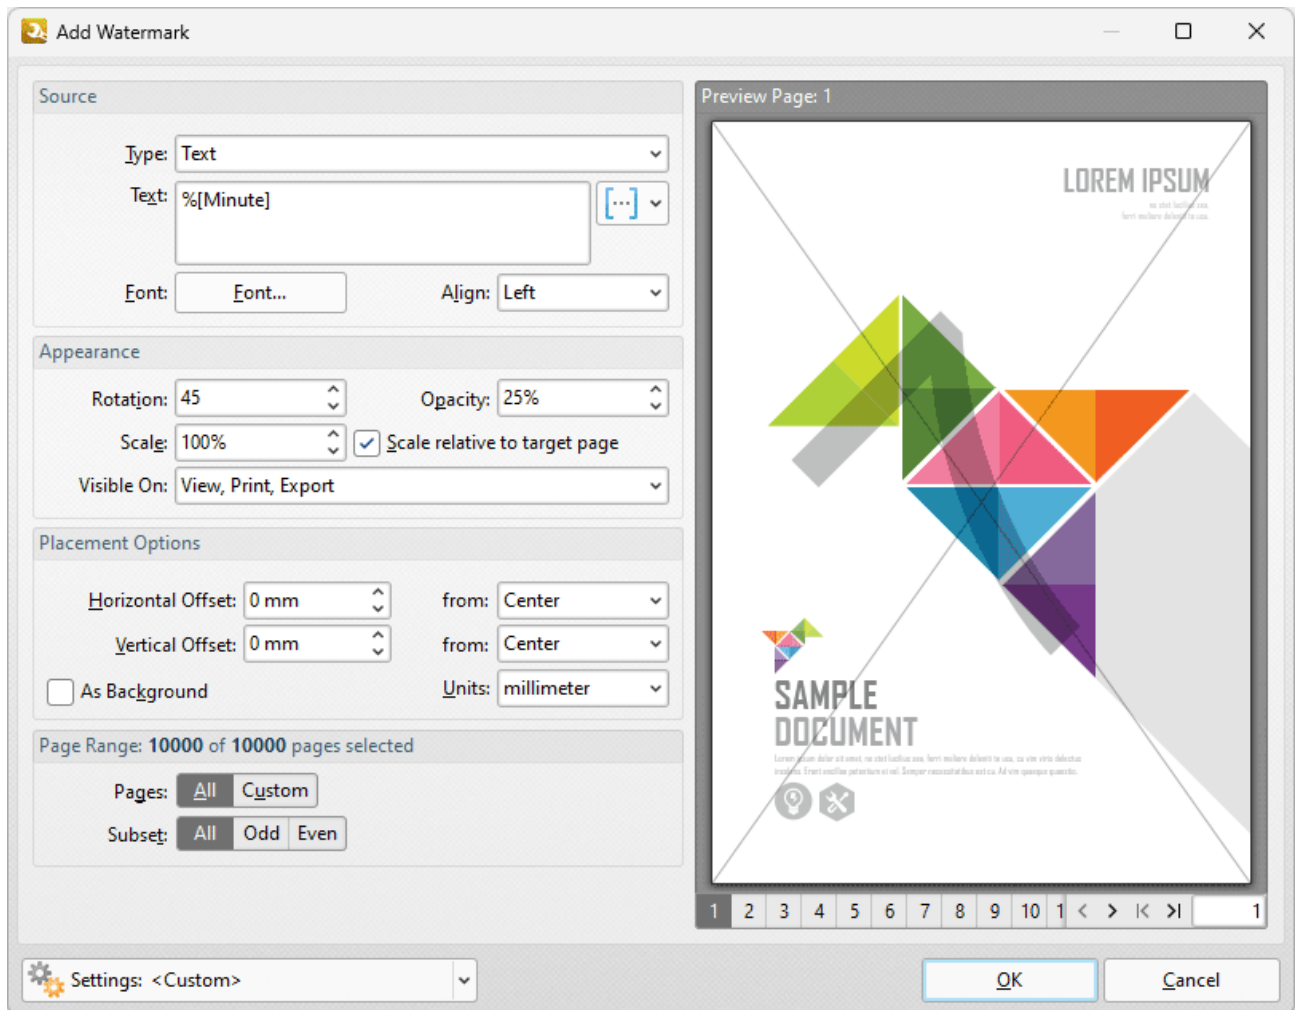 Add Watermark
Source
Type: Text
Text: %[Minute]
Font: Font...
Align: Left
Appearance
Rotation: 45
Opacity: 25%
Scale: 100%
Scale relative to target page
Visible On: View, Print, Export
Placement Options
Horizontal Offset: 0 mm
from: Center
Vertical Offset: 0 mm
from: Center
As Background
Units: millimeter
Page Range: 10000 of 10000 pages selected
Pages: All Custom
Subset: All Odd Even
Preview Page: 1
LOREM IPSUM
7
SAMPLE
DOCUMENT
1 2 3 4 5 6 7 8 9 10 1
1
Settings: <Custom>
OK
Cancel